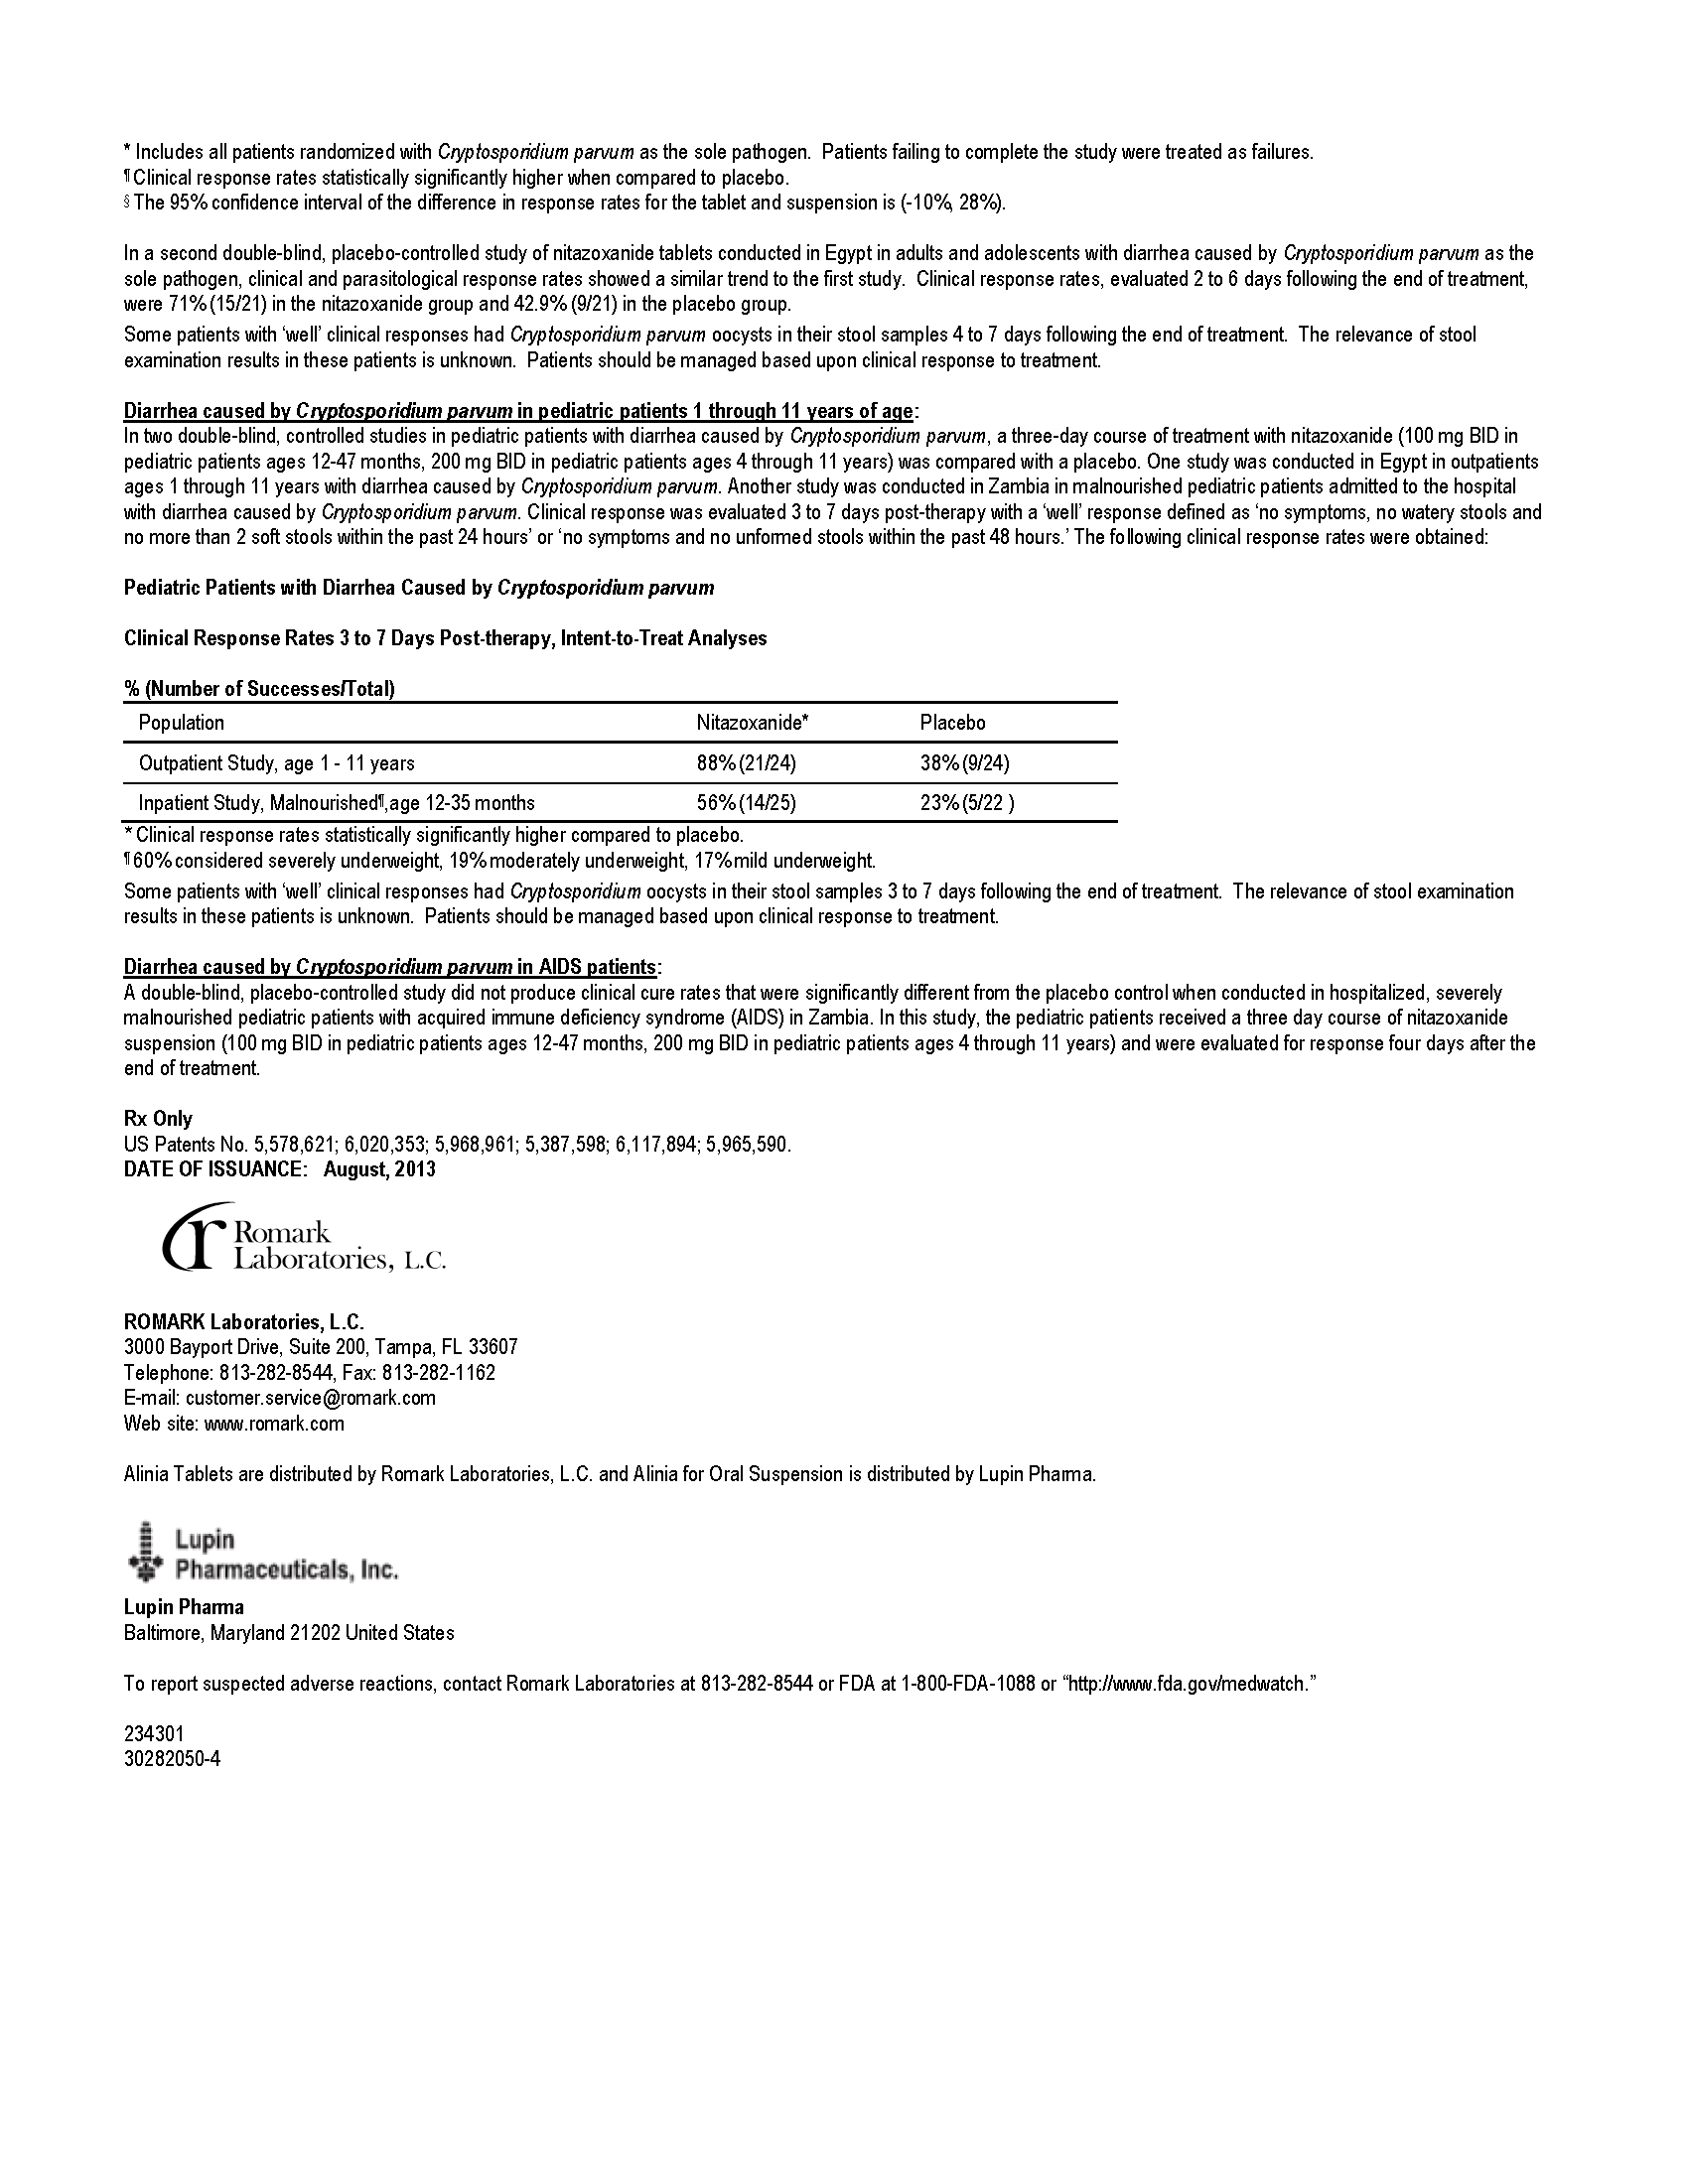 * Includes all patients randomized with Cryptosporidium parvum as the sole pathogen.  Patients failing to complete the study were treated as failures.
¶ Clinical response rates statistically significantly higher when compared to placebo.
§ The 95% confidence interval of the difference in response rates for the tablet and suspension is (-10%, 28%).
In a second double-blind, placebo-controlled study of nitazoxanide tablets conducted in Egypt in adults and adolescents with diarrhea caused by Cryptosporidium parvum as the
sole pathogen, clinical and parasitological response rates showed a similar trend to the first study.  Clinical response rates, evaluated 2 to 6 days following the end of treatment,
were 71% (15/21) in the nitazoxanide group and 42.9% (9/21) in the placebo group.
Some patients with ‘well’ clinical responses had Cryptosporidium parvum oocysts in their stool samples 4 to 7 days following the end of treatment.  The relevance of stool
examination results in these patients is unknown.  Patients should be managed based upon clinical response to treatment.
Diarrhea caused by Cryptosporidium parvum in pediatric patients 1 through 11 years of age:
In two double-blind, controlled studies in pediatric patients with diarrhea caused by Cryptosporidium parvum, a three-day course of treatment with nitazoxanide (100 mg BID in
pediatric patients ages 12-47 months, 200 mg BID in pediatric patients ages 4 through 11 years) was compared with a placebo. One study was conducted in Egypt in outpatients
ages 1 through 11 years with diarrhea caused by Cryptosporidium parvum. Another study was conducted in Zambia in malnourished pediatric patients admitted to the hospital
with diarrhea caused by Cryptosporidium parvum. Clinical response was evaluated 3 to 7 days post-therapy with a ‘well’ response defined as ‘no symptoms, no watery stools and
no more than 2 soft stools within the past 24 hours’ or ‘no symptoms and no unformed stools within the past 48 hours.’ The following clinical response rates were obtained:
Pediatric Patients with Diarrhea Caused by Cryptosporidium parvum
Clinical Response Rates 3 to 7 Days Post-therapy, Intent-to-Treat Analyses
% (Number of Successes/Total)
Population Nitazoxanide* Placebo
Outpatient Study, age 1 - 11 years 88% (21/24) 38% (9/24)
Inpatient Study, Malnourished¶,age 12-35 months 56% (14/25) 23% (5/22 )
* Clinical response rates statistically significantly higher compared to placebo.
¶ 60% considered severely underweight, 19% moderately underweight, 17% mild underweight.
Some patients with ‘well’ clinical responses had Cryptosporidium oocysts in their stool samples 3 to 7 days following the end of treatment.  The relevance of stool examination
results in these patients is unknown.  Patients should be managed based upon clinical response to treatment.
Diarrhea caused by Cryptosporidium parvum in AIDS patients:
A double-blind, placebo-controlled study did not produce clinical cure rates that were significantly different from the placebo control when conducted in hospitalized, severely
malnourished pediatric patients with acquired immune deficiency syndrome (AIDS) in Zambia. In this study, the pediatric patients received a three day course of nitazoxanide
suspension (100 mg BID in pediatric patients ages 12-47 months, 200 mg BID in pediatric patients ages 4 through 11 years) and were evaluated for response four days after the
end of treatment.
Rx Only
US Patents No. 5,578,621; 6,020,353; 5,968,961; 5,387,598; 6,117,894; 5,965,590.
DATE OF ISSUANCE:   August, 2013
r Romark
Laboratories, L.C.
ROMARK Laboratories, L.C.
3000 Bayport Drive, Suite 200, Tampa, FL 33607
Telephone: 813-282-8544, Fax: 813-282-1162
E-mail: customer.service@romark.com
Web site: www.romark.com
Alinia Tablets are distributed by Romark Laboratories, L.C. and Alinia for Oral Suspension is distributed by Lupin Pharma.
Lupin
Pharmaceuticals, Inc.
Lupin Pharma
Baltimore, Maryland 21202 United States
To report suspected adverse reactions, contact Romark Laboratories at 813-282-8544 or FDA at 1-800-FDA-1088 or “http://www.fda.gov/medwatch.”
234301
30282050-4